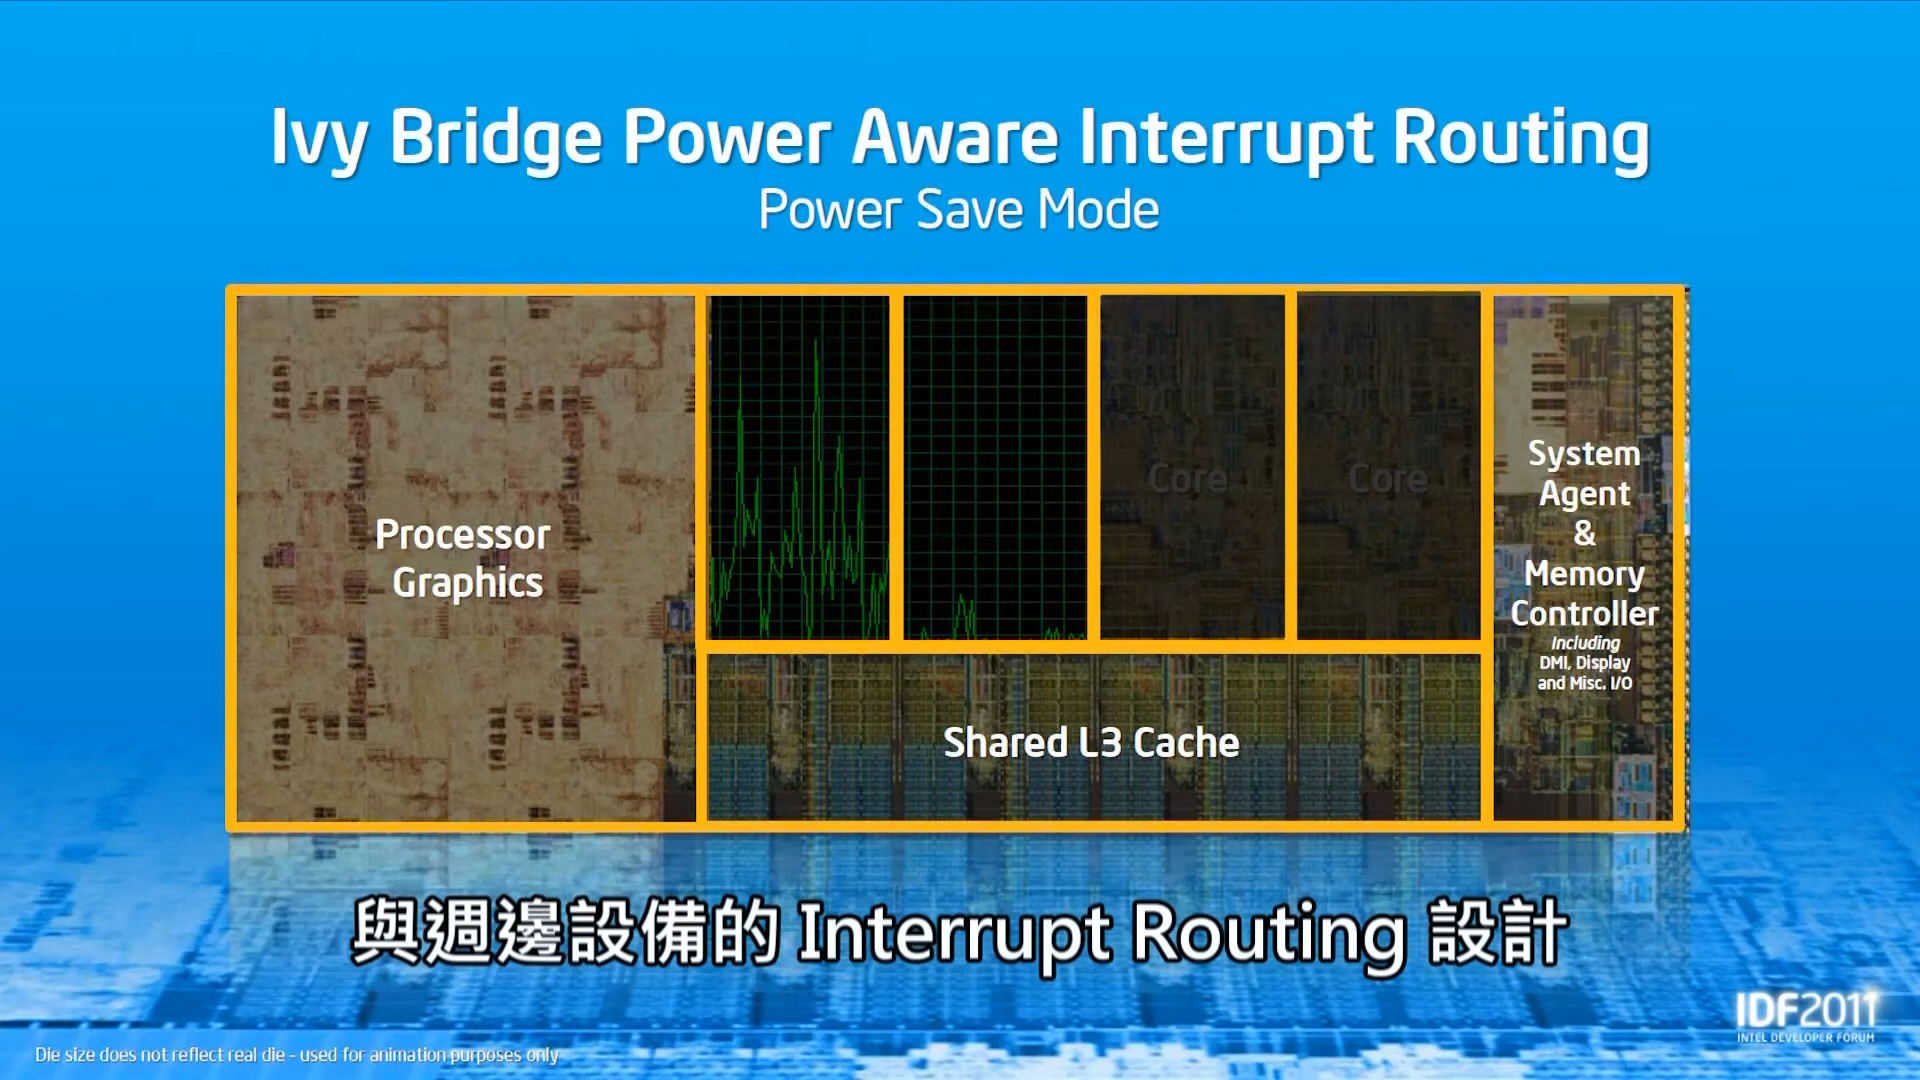 Ivy Bridge Power Aware Interrupt Routing
Power Save Mode
Processor
Graphics
Core
Core
System
Agent
&
Memory
Controller
Including
DMI, Display
and Misc. I/O
Shared L3 Cache
與週邊設備的 Interrupt Routing 設計
IDF2011
INTEL DEVELOPER FORUM
Die size does not reflect real die - used for animation purposes only